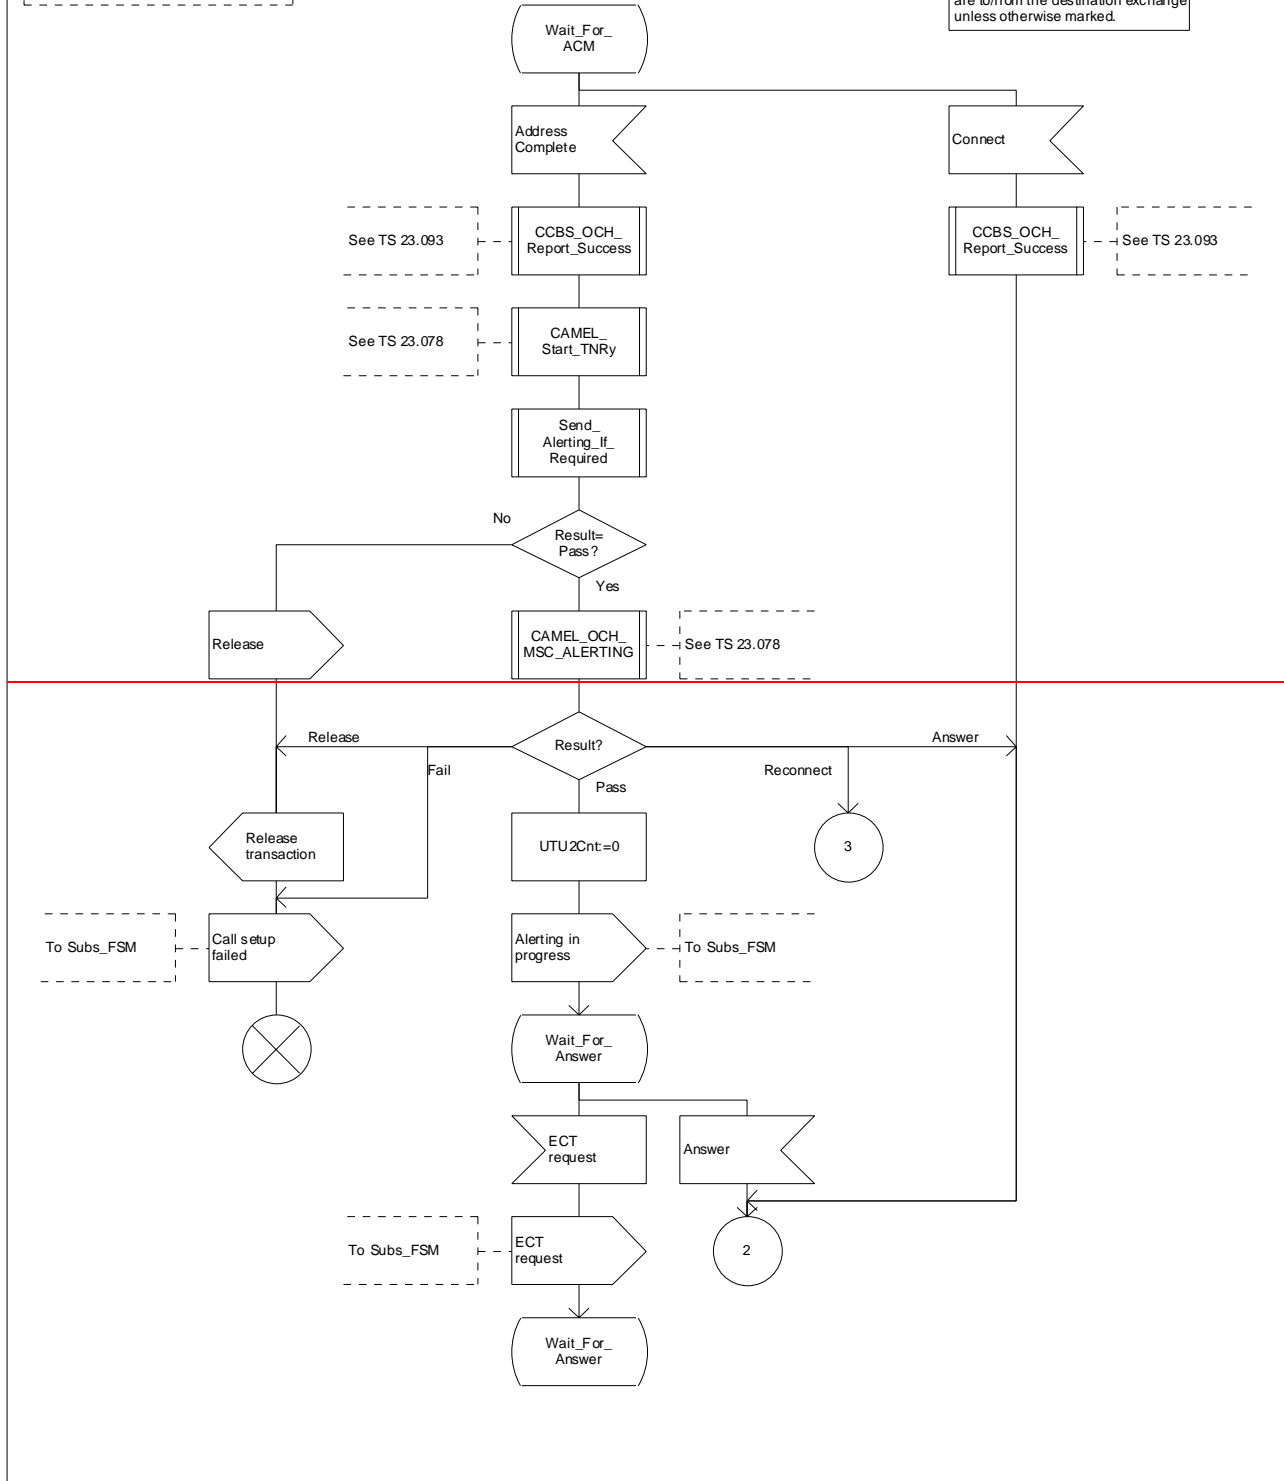 are to/from the destination exchange
unless otherwise marked.
Wait_For_
ACM
Address
Complete
Connect
See TS 23.093
CCBS_OCH_
Report_Success
CCBS_OCH_
Report_Success
See TS 23.093
See TS 23.078
CAMEL_
Start_TNRy
Send_
Alerting_If_
Required
No
Result=
Pass?
Yes
Release
CAMEL_OCH_
MSC_ALERTING
See TS 23.078
Release
Result?
Answer
Fail
Reconnect
Pass
Release
transaction
UTU2Cnt:=0
3
To Subs_FSM
Call setup
failed
Alerting in
progress
To Subs_FSM
Wait_For_
Answer
ECT
request
Answer
To Subs_FSM
ECT
request
2
Wait_For_
Answer